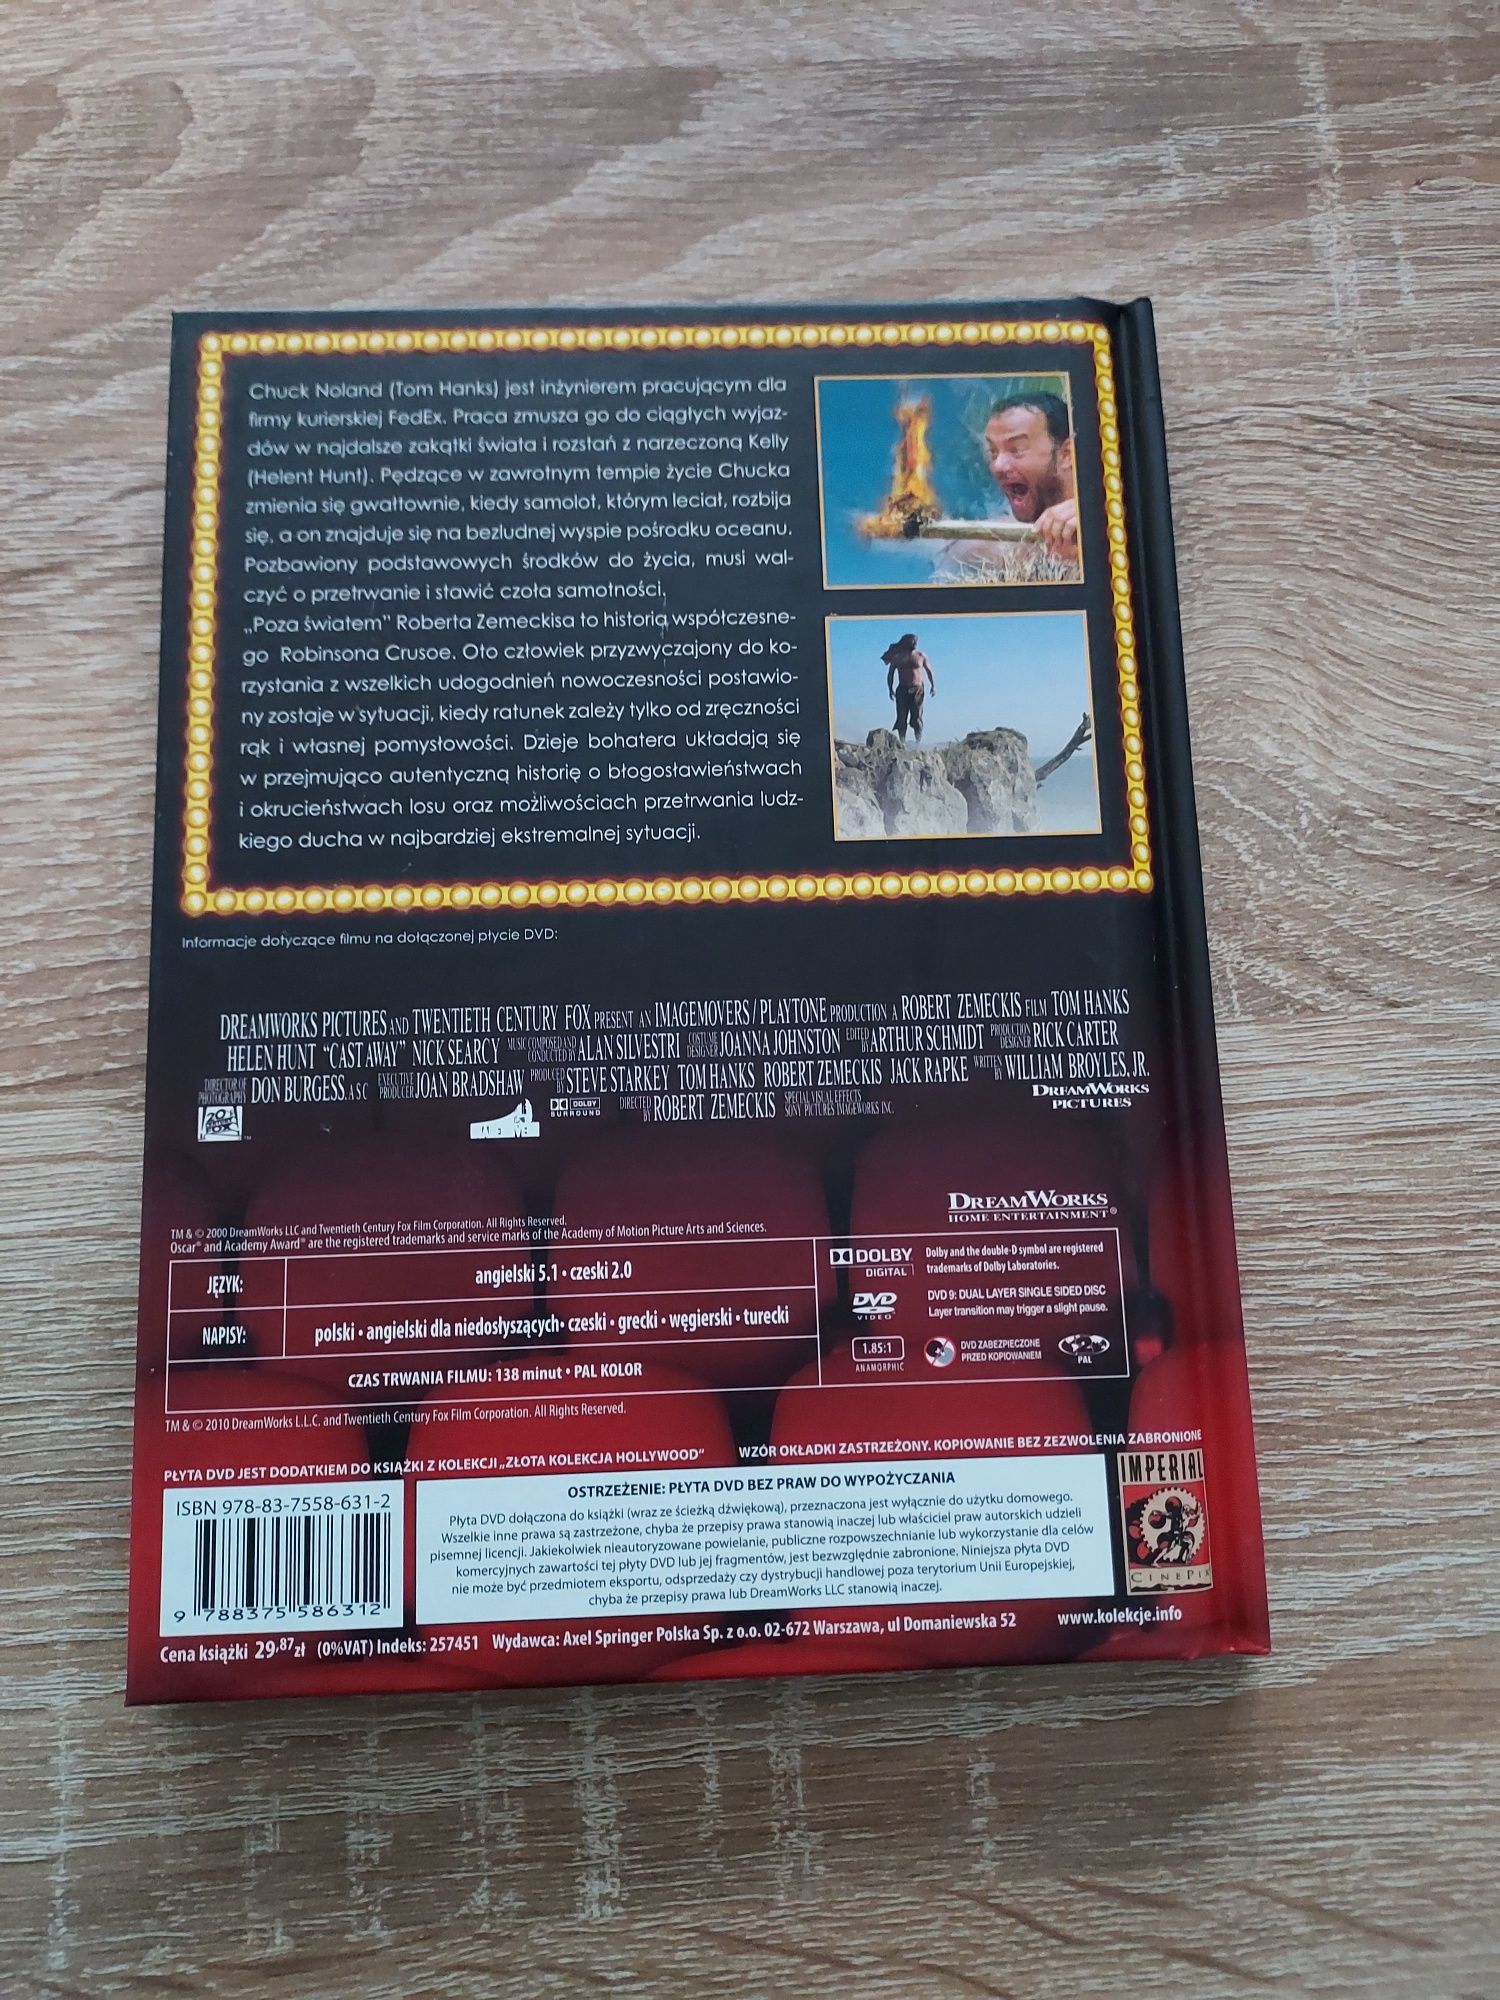 Chuck Noland (Tom Hanks) jest inżynierem pracującym dla
firmy kurierskiej FedEx. Praca zmusza go do ciągłych wyjaz-
dów w najdalsze zakątki świata i rozstań z narzeczoną Kelly
(Helent Hunt). Pędzące w zawrotnym tempie życie Chucka
zmienia się gwałtownie, kiedy samolot, którym leciał, rozbija
się, a on znajduje się na bezludnej wyspie pośrodku oceanu.
Pozbawiony podstawowych środków do życia, musi wal-
czyć o przetrwanie i stawić czoła samotności.
„Poza światem" Roberta Zemeckisa to historia współczesne-
go Robinsona Crusoe. Oto człowiek przyzwyczajony do ko-
rzystania z wszelkich udogodnień nowoczesności postawio-
ny zostaje w sytuacji, kiedy ratunek zależy tylko od zręczności
rąk i własnej pomysłowości. Dzieje bohatera układają się
w przejmująco autentyczną historię o błogosławieństwach
i okrucieństwach losu oraz możliwościach przetrwania ludz-
kiego ducha w najbardziej ekstremalnej sytuacji.
Informacje dotyczące filmu na dołączonej płycie DVD:
DREAMWORKS PICTURES AND TWENTIETH CENTURY FOX PRESENT AN IMAGEMOVERS/PLAYTONE PRODUCTION A ROBERT ZEMECKIS FILM TOM HANKS
HELEN HUNT "CAST AWAY" NICK SEARCY MUSIC COMPOSED AND CONDUCTED BY ALAN SILVESTRI COSTUME DESIGNER JOANNA JOHNSTON EDITED BY ARTHUR SCHMIDT PRODUCTION DESIGNER RICK CARTER
DIRECTOR OF PHOTOGRAPHY DON BURGESS, ASC EXECUTIVE PRODUCER JOAN BRADSHAW PRODUCED BY STEVE STARKEY TOM HANKS ROBERT ZEMECKIS JACK RAPKE WRITTEN BY WILLIAM BROYLES, JR.
DOLBY SURROUND DIRECTED BY ROBERT ZEMECKIS SPECIAL VISUAL EFFECTS SONY PICTURES IMAGEWORKS INC.
DREAMWORKS PICTURES
DREAMWORKS
HOME ENTERTAINMENT®
TM & © 2000 DreamWorks LLC and Twentieth Century Fox Film Corporation. All Rights Reserved.
Oscar® and Academy Award® are the registered trademarks and service marks of the Academy of Motion Picture Arts and Sciences.
JĘZYK: angielski 5.1 • czeski 2.0
NAPISY: polski • angielski dla niedosłyszących • czeski • grecki • węgierski • turecki
CZAS TRWANIA FILMU: 138 minut • PAL KOLOR
DOLBY DIGITAL
Dolby and the double-D symbol are registered
trademarks of Dolby Laboratories.
DVD VIDEO
DVD 9: DUAL LAYER SINGLE SIDED DISC
Layer transition may trigger a slight pause.
1.85:1
ANAMORPHIC
DVD ZABEZPIECZONE
PRZED KOPIOWANIEM
2
PAL
TM & © 2010 DreamWorks L.L.C. and Twentieth Century Fox Film Corporation. All Rights Reserved.
PŁYTA DVD JEST DODATKIEM DO KSIĄŻKI Z KOLEKCJI „ZŁOTA KOLEKCJA HOLLYWOOD" WZÓR OKŁADKI ZASTRZEŻONY. KOPIOWANIE BEZ ZEZWOLENIA ZABRONIONE
ISBN 978-83-7558-631-2
9 788375 586312
OSTRZEŻENIE: PŁYTA DVD BEZ PRAW DO WYPOŻYCZANIA
Płyta DVD dołączona do książki (wraz ze ścieżką dźwiękową), przeznaczona jest wyłącznie do użytku domowego.
Wszelkie inne prawa są zastrzeżone, chyba że przepisy prawa stanowią inaczej lub właściciel praw autorskich udzieli
pisemnej licencji. Jakiekolwiek nieautoryzowane powielanie, publiczne rozpowszechnianie lub wykorzystanie dla celów
komercyjnych zawartości tej płyty DVD lub jej fragmentów, jest bezwzględnie zabronione. Niniejsza płyta DVD
nie może być przedmiotem eksportu, odsprzedaży czy dystrybucji handlowej poza terytorium Unii Europejskiej,
chyba że przepisy prawa lub DreamWorks LLC stanowią inaczej.
IMPERIAL
CINEPIX
Cena książki 29,87zł (0%VAT) Indeks: 257451 Wydawca: Axel Springer Polska Sp. z o.o. 02-672 Warszawa, ul Domaniewska 52 www.kolekcje.info